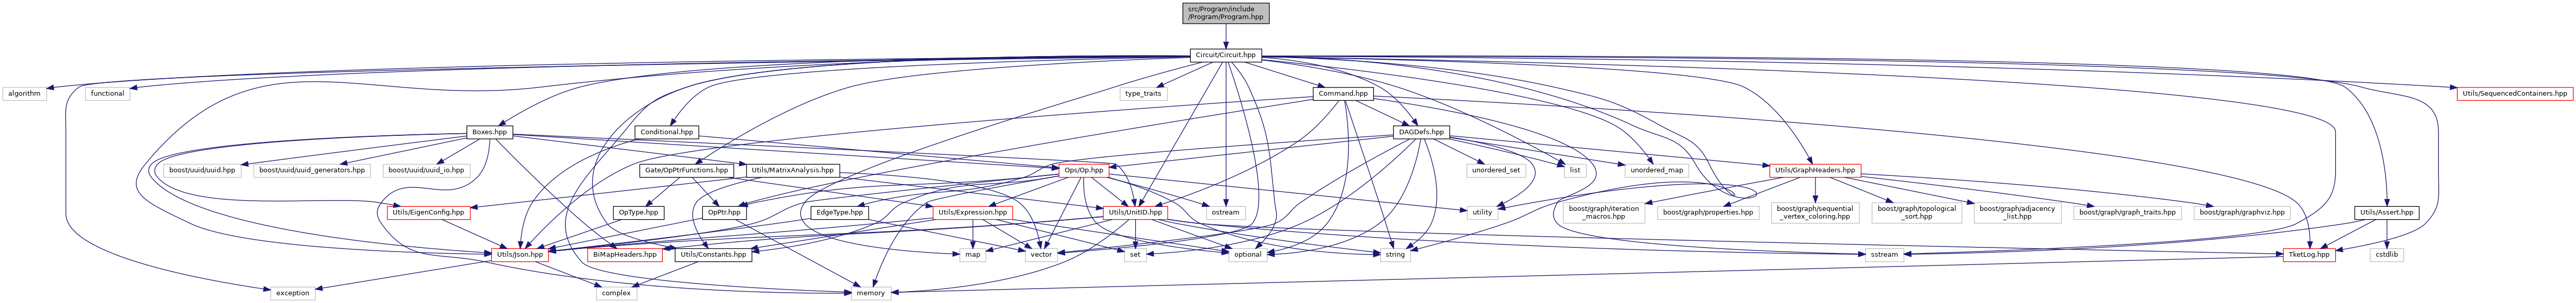 src/Program/include
/Program/Program.hpp
Circuit/Circuit.hpp
algorithm
functional
type_traits
Command.hpp
Utils/SequencedContainers.hpp
Boxes.hpp
Conditional.hpp
DAGDefs.hpp
boost/uuid/uuid.hpp
boost/uuid/uuid_generators.hpp
boost/uuid/uuid_io.hpp
Utils/MatrixAnalysis.hpp
Gate/OpPtrFunctions.hpp
Ops/Op.hpp
unordered_set
list
unordered_map
Utils/GraphHeaders.hpp
Utils/EigenConfig.hpp
OpType.hpp
OpPtr.hpp
EdgeType.hpp
Utils/Expression.hpp
Utils/UnitID.hpp
ostream
utility
boost/graph/iteration
_macros.hpp
boost/graph/properties.hpp
boost/graph/sequential
_vertex_coloring.hpp
boost/graph/topological
_sort.hpp
boost/graph/adjacency
_list.hpp
boost/graph/graph_traits.hpp
boost/graph/graphviz.hpp
Utils/Assert.hpp
Utils/Json.hpp
BiMapHeaders.hpp
Utils/Constants.hpp
map
vector
set
optional
string
sstream
TketLog.hpp
cstdlib
exception
complex
memory